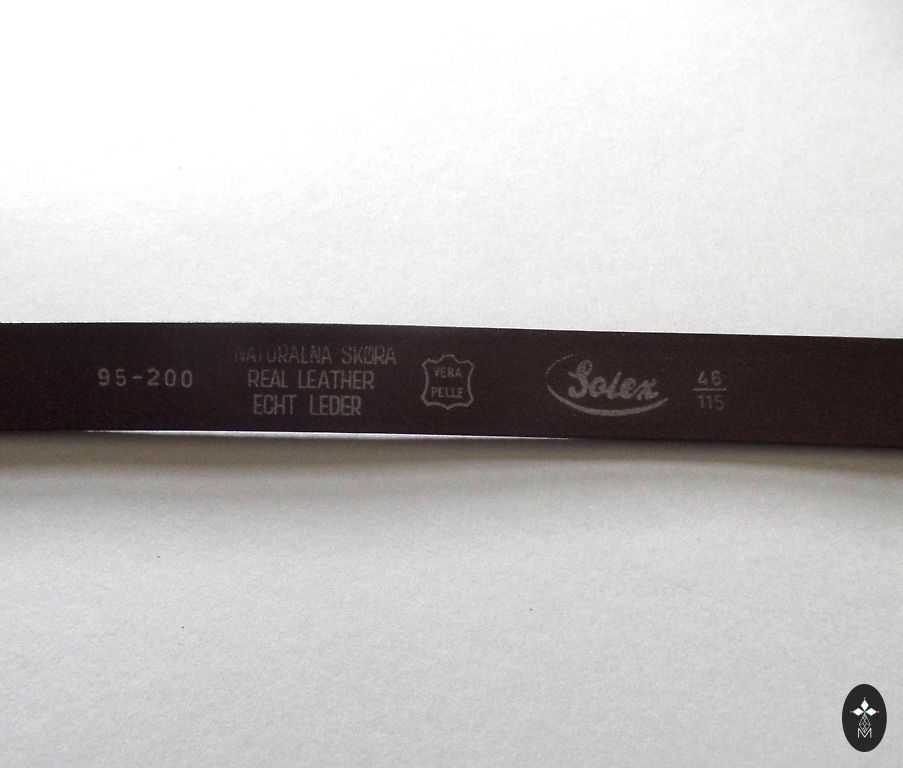 95-200
NATURALNA SKÓRA
REAL LEATHER
ECHT LEDER
VERA
PELLE
Solex
46
115
M